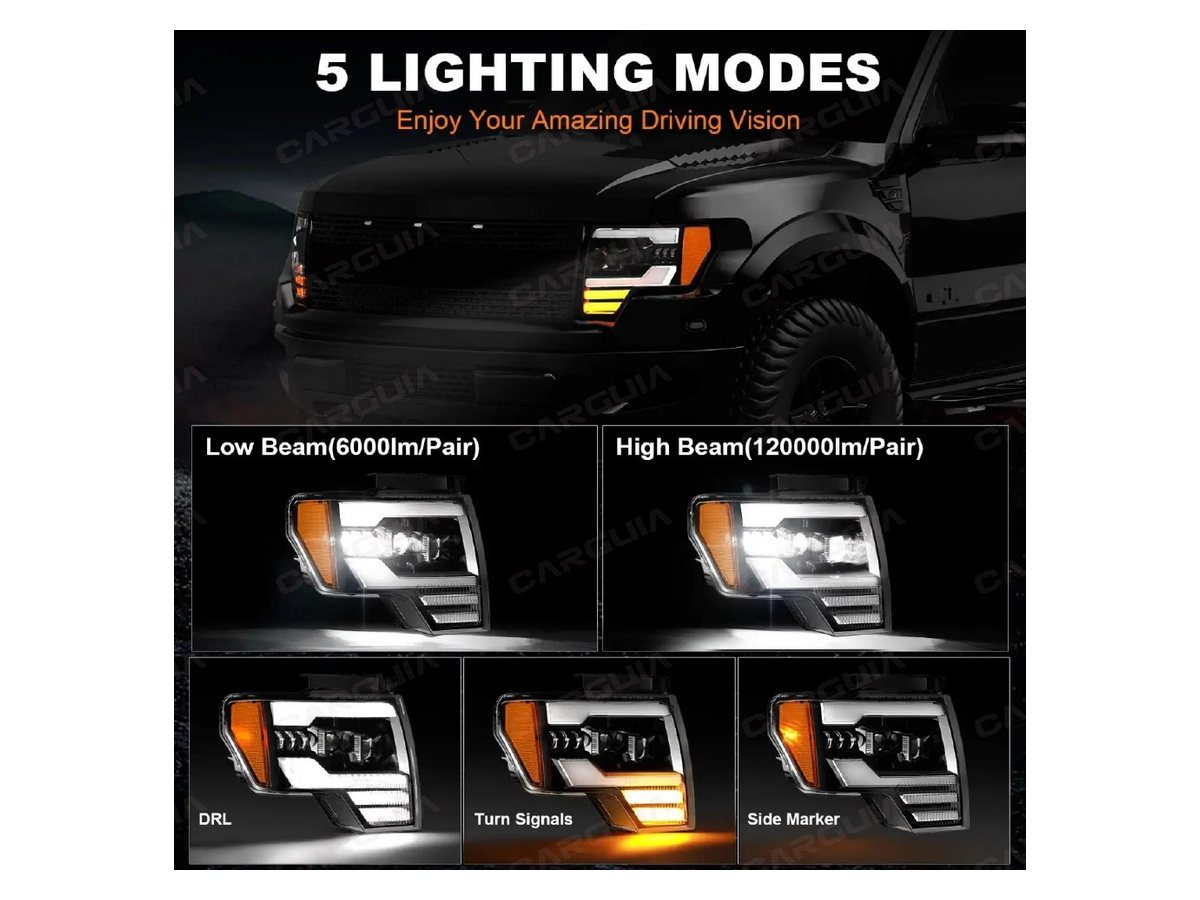 5 LIGHTING MODES
Enjoy Your Amazing Driving Vision
Low Beam(6000lm/Pair)
High Beam(120000lm/Pair)
DRL
Turn Signals
Side Marker
CARGUIA